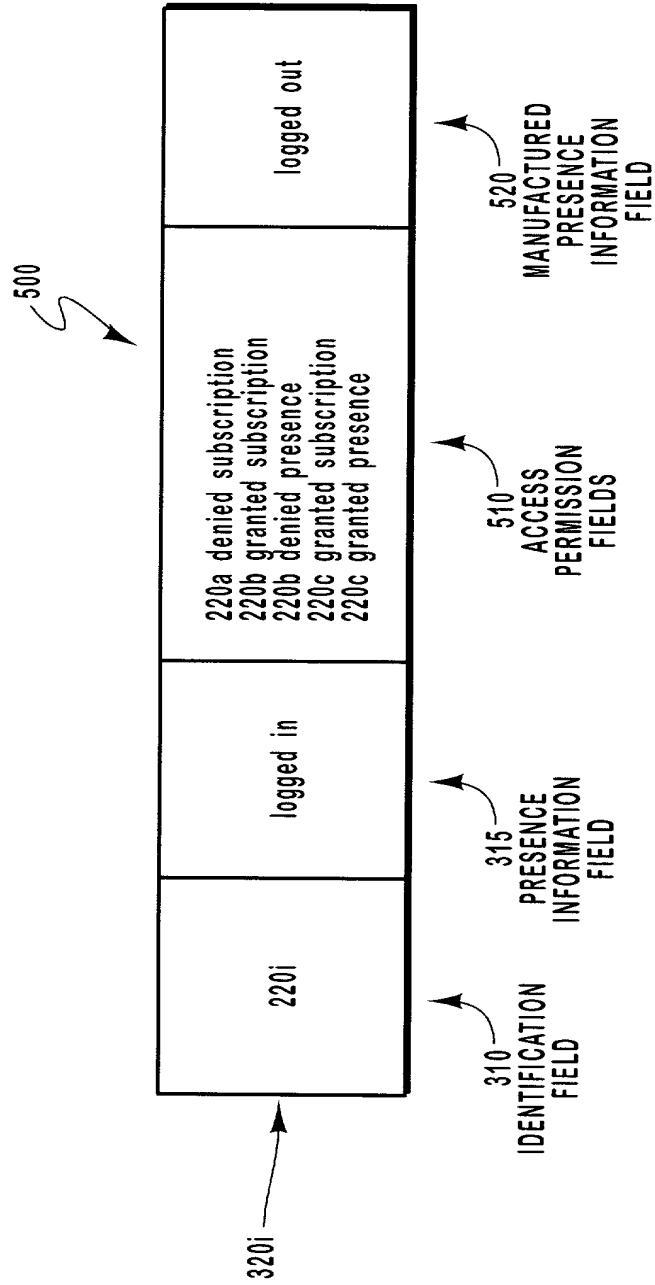 500
320i
220i
logged in
220a denied subscription
220b granted subscription
220b denied presence
220c granted subscription
220c granted presence
logged out
310
IDENTIFICATION
FIELD
315
PRESENCE
INFORMATION
FIELD
510
ACCESS
PERMISSION
FIELDS
520
MANUFACTURED
PRESENCE
INFORMATION
FIELD